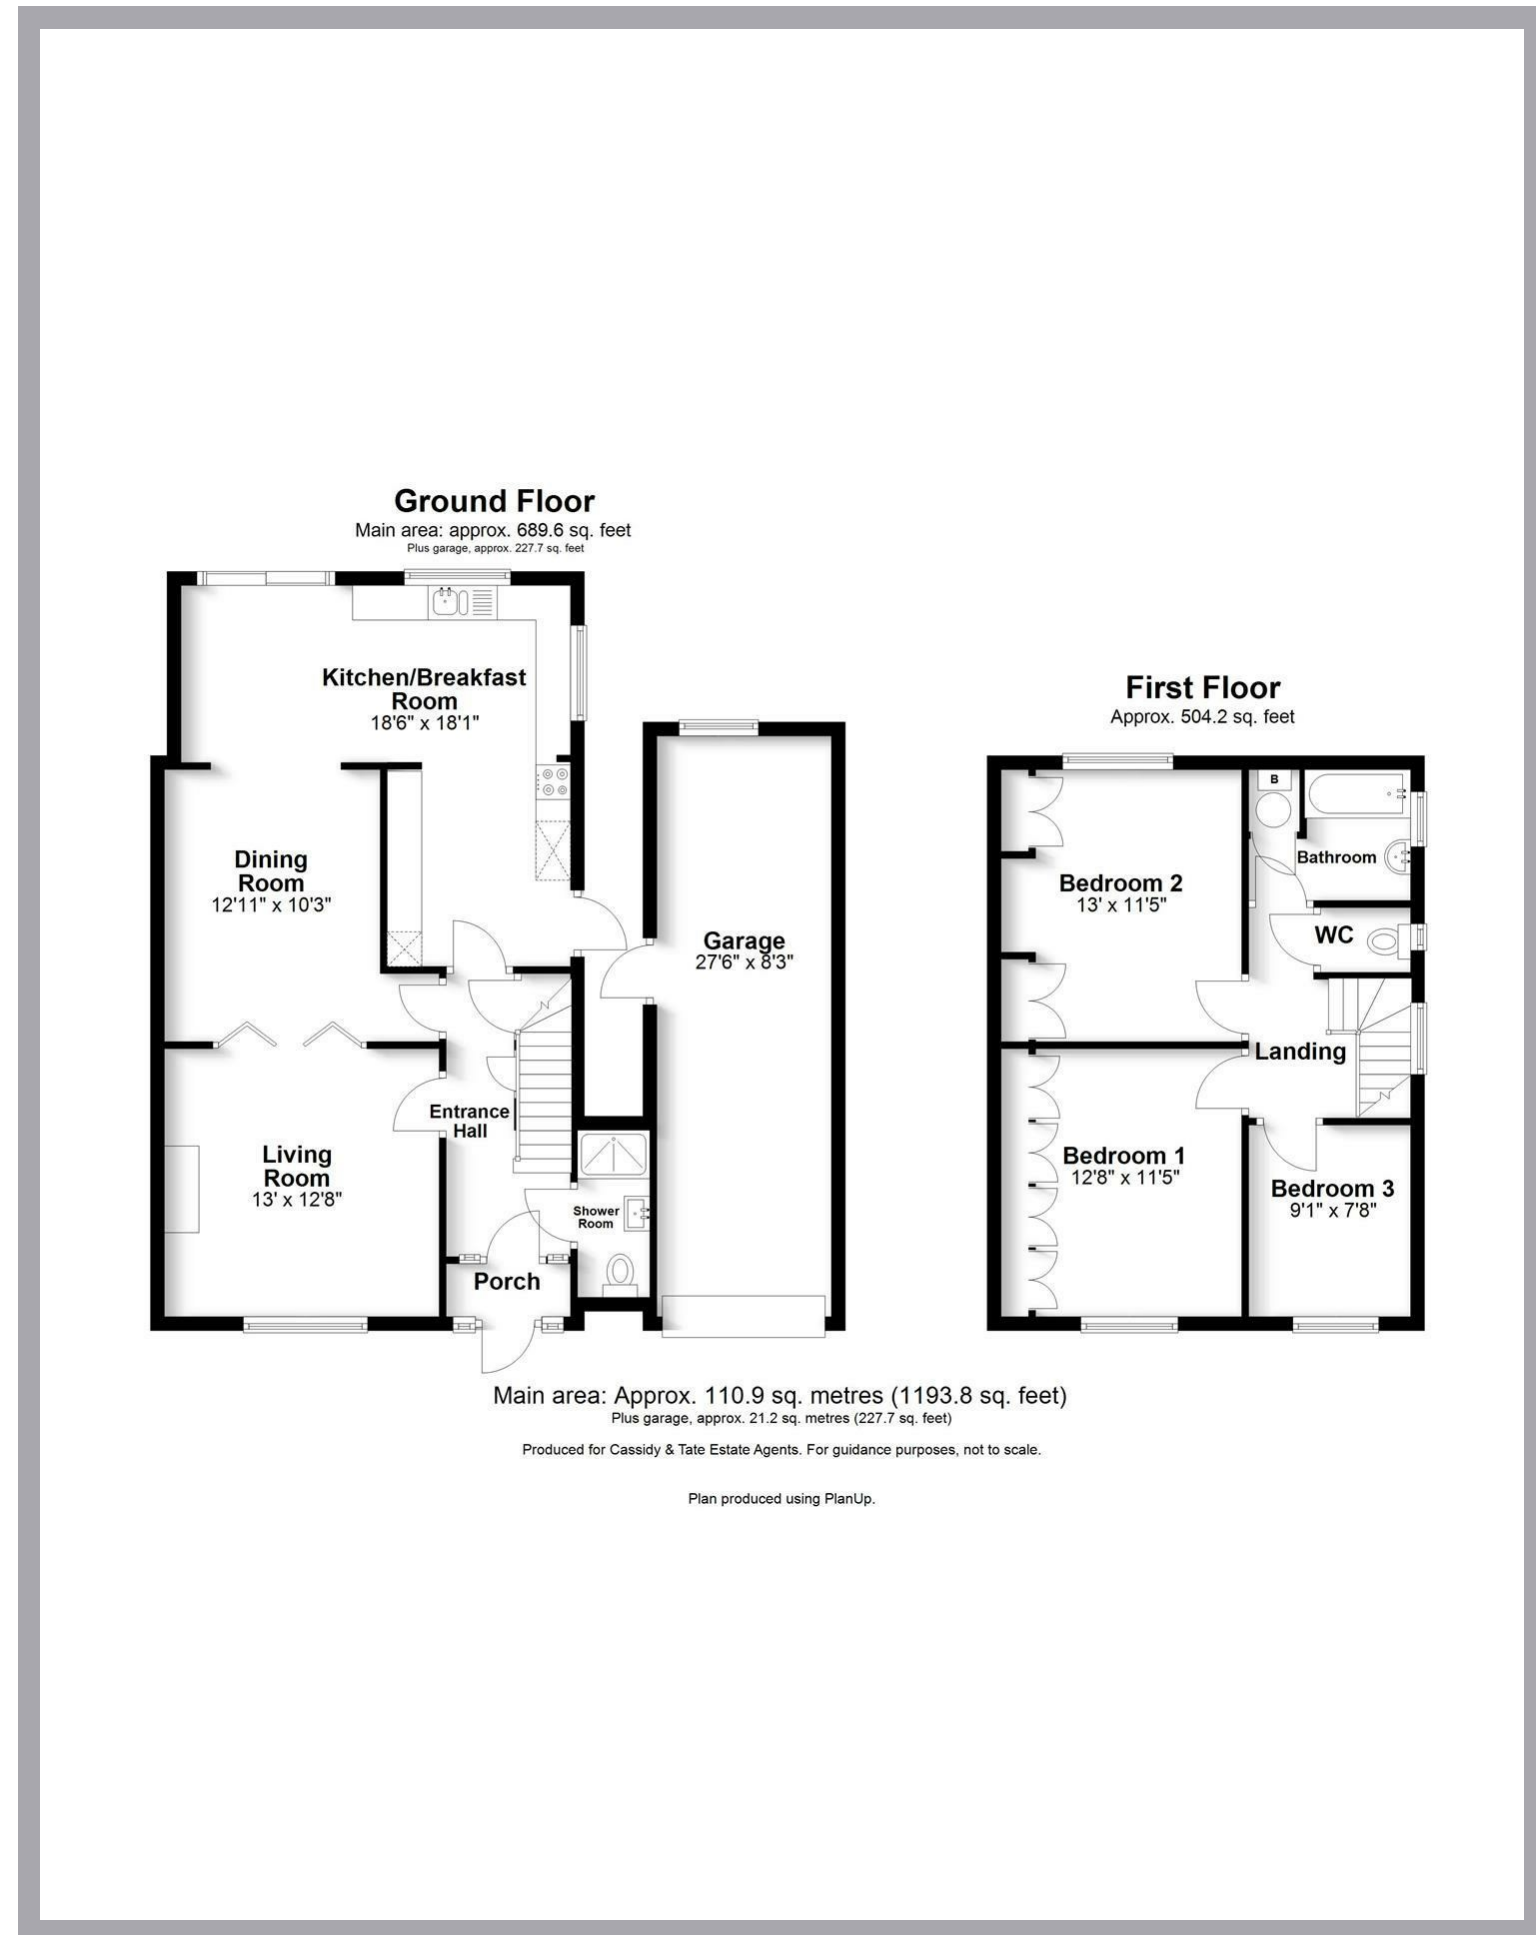 Ground Floor
Main area: approx. 689.6 sq. feet
Plus garage, approx. 227.7 sq. feet
Kitchen/Breakfast
Room
18'6" x 18'1"
Dining
Room
12'11" x 10'3"
Garage
27'6" x 8'3"
Entrance
Hall
Living
Room
13' x 12'8"
Shower
Room
Porch
First Floor
Approx. 504.2 sq. feet
B
Bathroom
Bedroom 2
13' x 11'5"
WC
Landing
Bedroom 1
12'8" x 11'5"
Bedroom 3
9'1" x 7'8"
Main area: Approx. 110.9 sq. metres (1193.8 sq. feet)
Plus garage, approx. 21.2 sq. metres (227.7 sq. feet)
Produced for Cassidy & Tate Estate Agents. For guidance purposes, not to scale.
Plan produced using PlanUp.